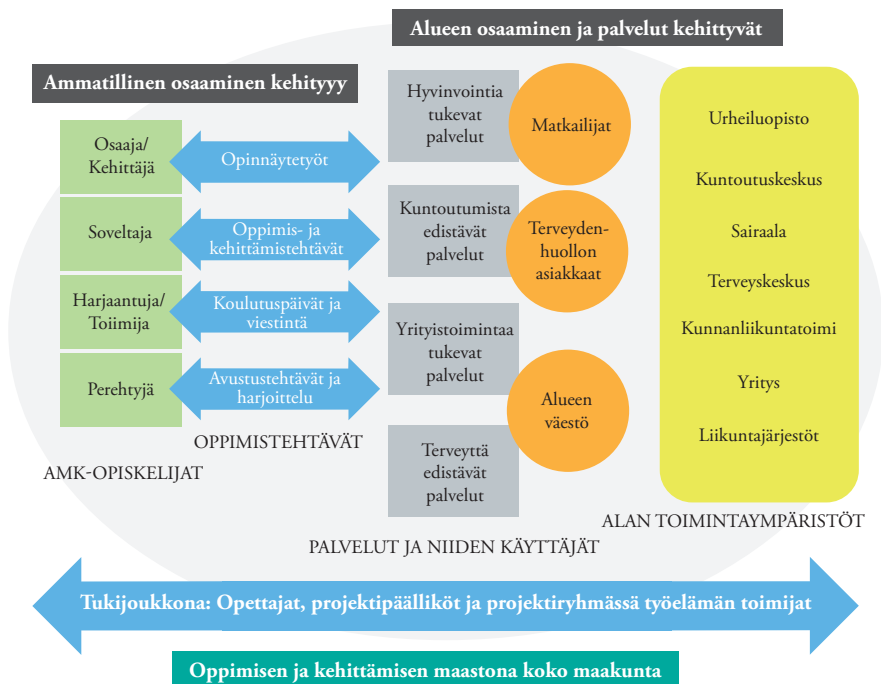 Alueen osaaminen ja palvelut kehittyvät
Ammatillinen osaaminen kehityyy
Osaaja/
Kehittäjä
Soveltaja
Harjaantuja/
Toiimija
Perehtyjä
AMK-OPISKELIJAT
Opinnäytetyöt
Oppimis- ja
kehittämistehtävät
Koulutuspäivät ja
viestintä
Avustustehtävät ja
harjoittelu
OPPIMISTEHTÄVÄT
Hyvinvointia
tukevat
palvelut
Kuntoutumista
edistävät
palvelut
Yrityistoimintaa
tukevat
palvelut
Terveyttä
edistävät
palvelut
Matkailijat
Terveyden-
huollon
asiakkaat
Alueen
väestö
PALVELUT JA NIIDEN KÄYTTÄJÄT
Urheiluopisto
Kuntoutuskeskus
Sairaala
Terveyskeskus
Kunnanliikuntatoimi
Yritys
Liikuntajärjestöt
ALAN TOIMINTAYMPÄRISTÖT
Tukijoukkona: Opettajat, projektipäälliköt ja projektiryhmässä työelämän toimijat
Oppimisen ja kehittämisen maastona koko maakunta